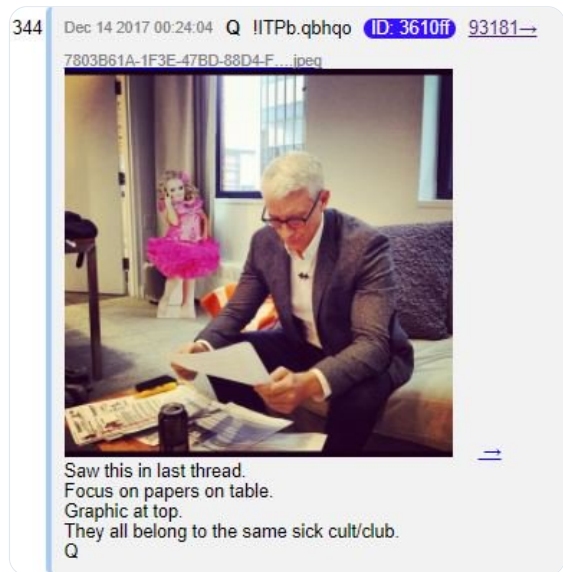 344 Dec 14 2017 00:24:04 Q !ITPb.qbhqo ID: 3610ff 93181→
7803B61A-1F3E-47BD-88D4-F....jpeg
→
Saw this in last thread.
Focus on papers on table.
Graphic at top.
They all belong to the same sick cult/club.
Q